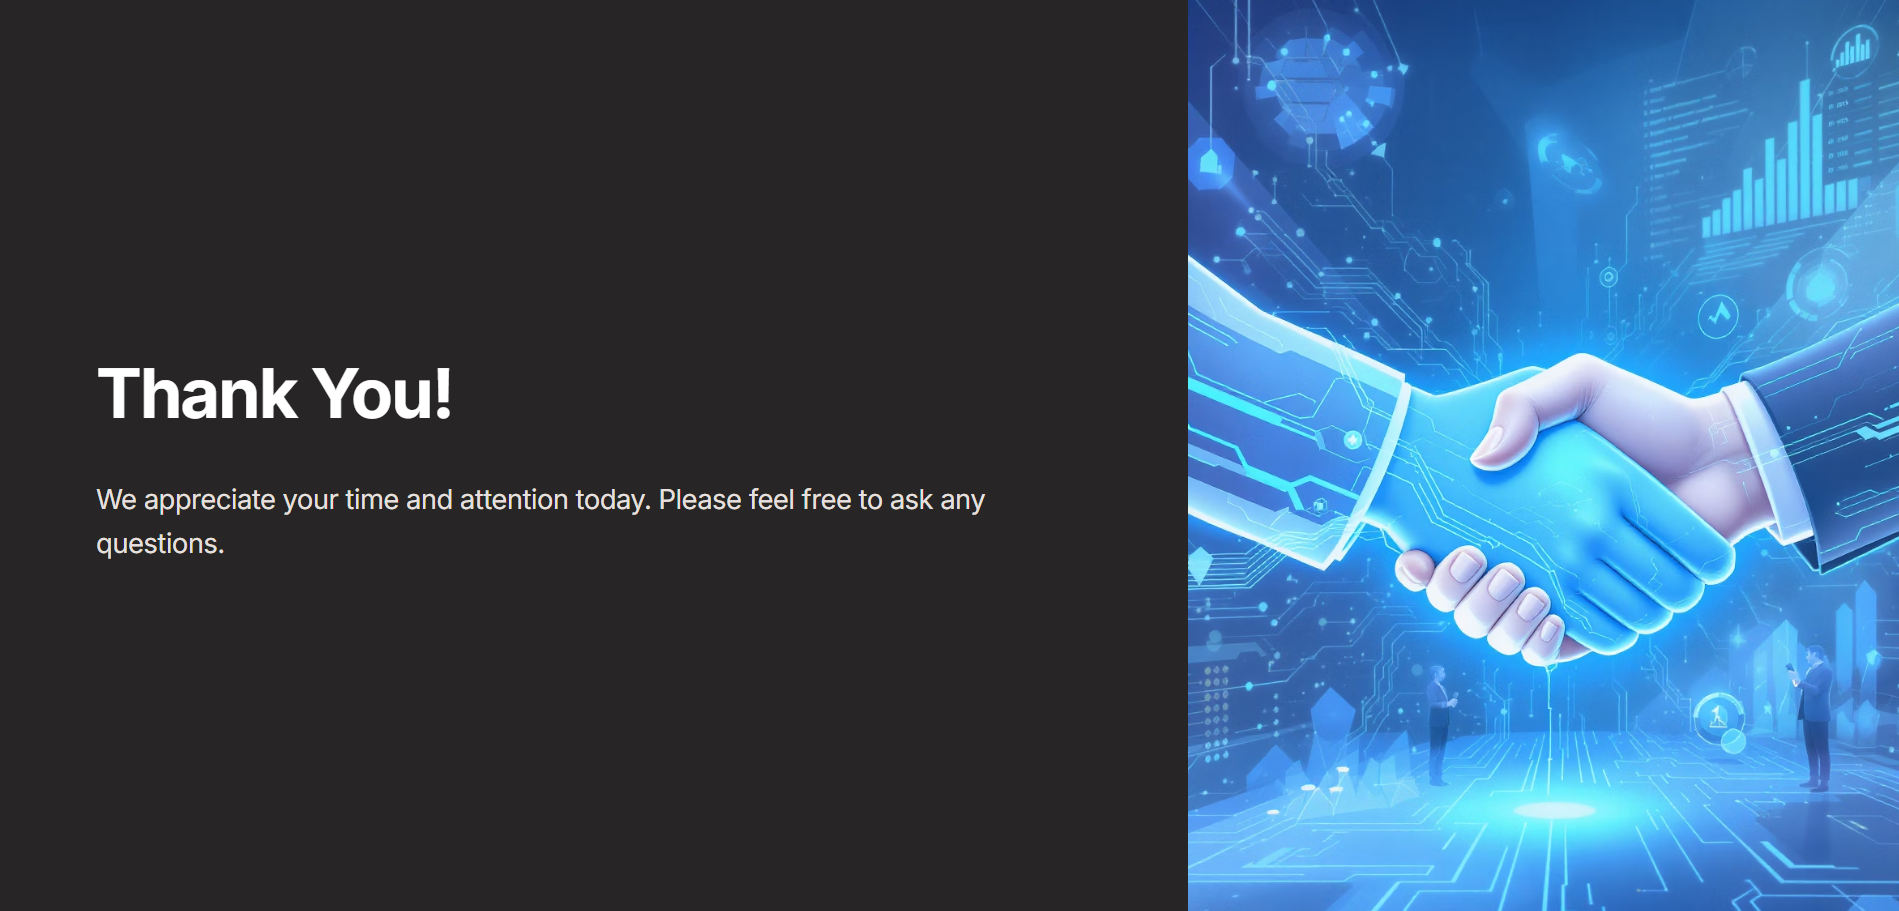 Thank You!
We appreciate your time and attention today. Please feel free to ask any
questions.